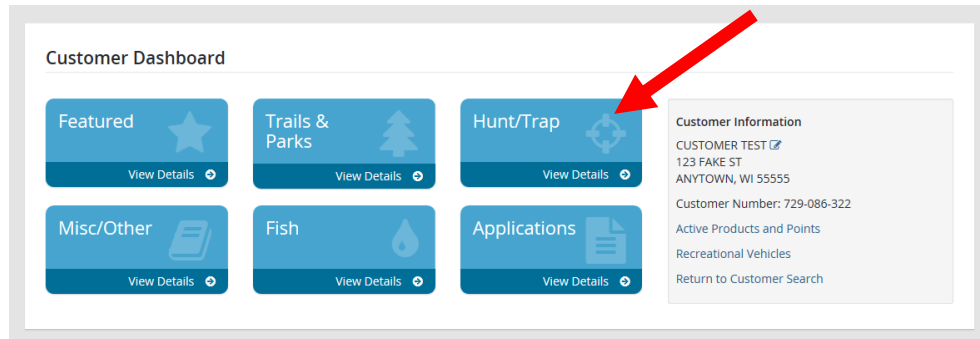 Customer Dashboard
Featured
View Details
Trails &
Parks
View Details
Hunt/Trap
View Details
Misc/Other
View Details
Fish
View Details
Applications
View Details
Customer Information
CUSTOMER TEST
123 FAKE ST
ANYTOWN, WI 55555
Customer Number: 729-086-322
Active Products and Points
Recreational Vehicles
Return to Customer Search